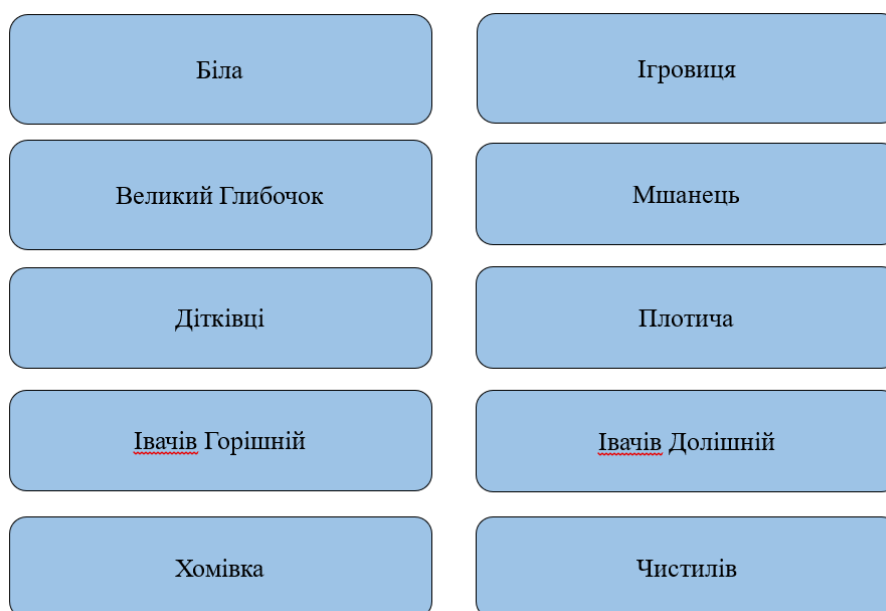 Біла
Ігровиця
Великий Глибочок
Мшанець
Дітківці
Плотича
Івачів Горішній
Івачів Долішній
Хомівка
Чистилів